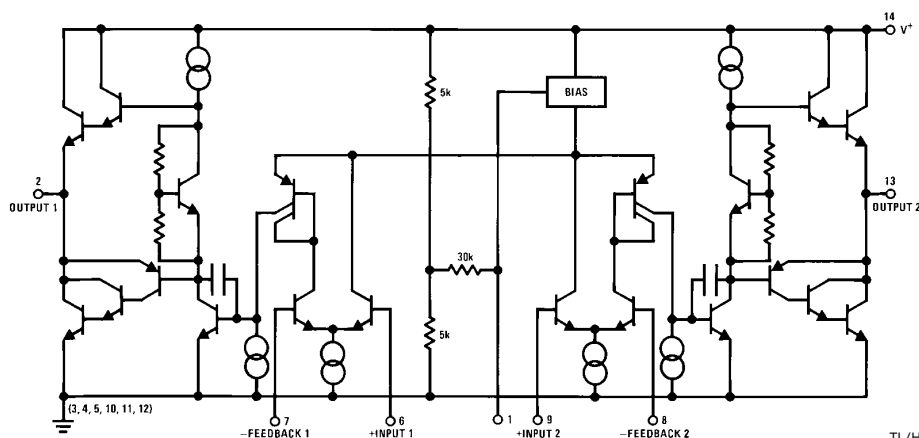 14
V+
5k
BIAS
2
OUTPUT 1
13
OUTPUT 2
30k
5k
(3, 4, 5, 10, 11, 12)
7
−FEEDBACK 1
6
+INPUT 1
1
9
+INPUT 2
8
−FEEDBACK 2
TL/H